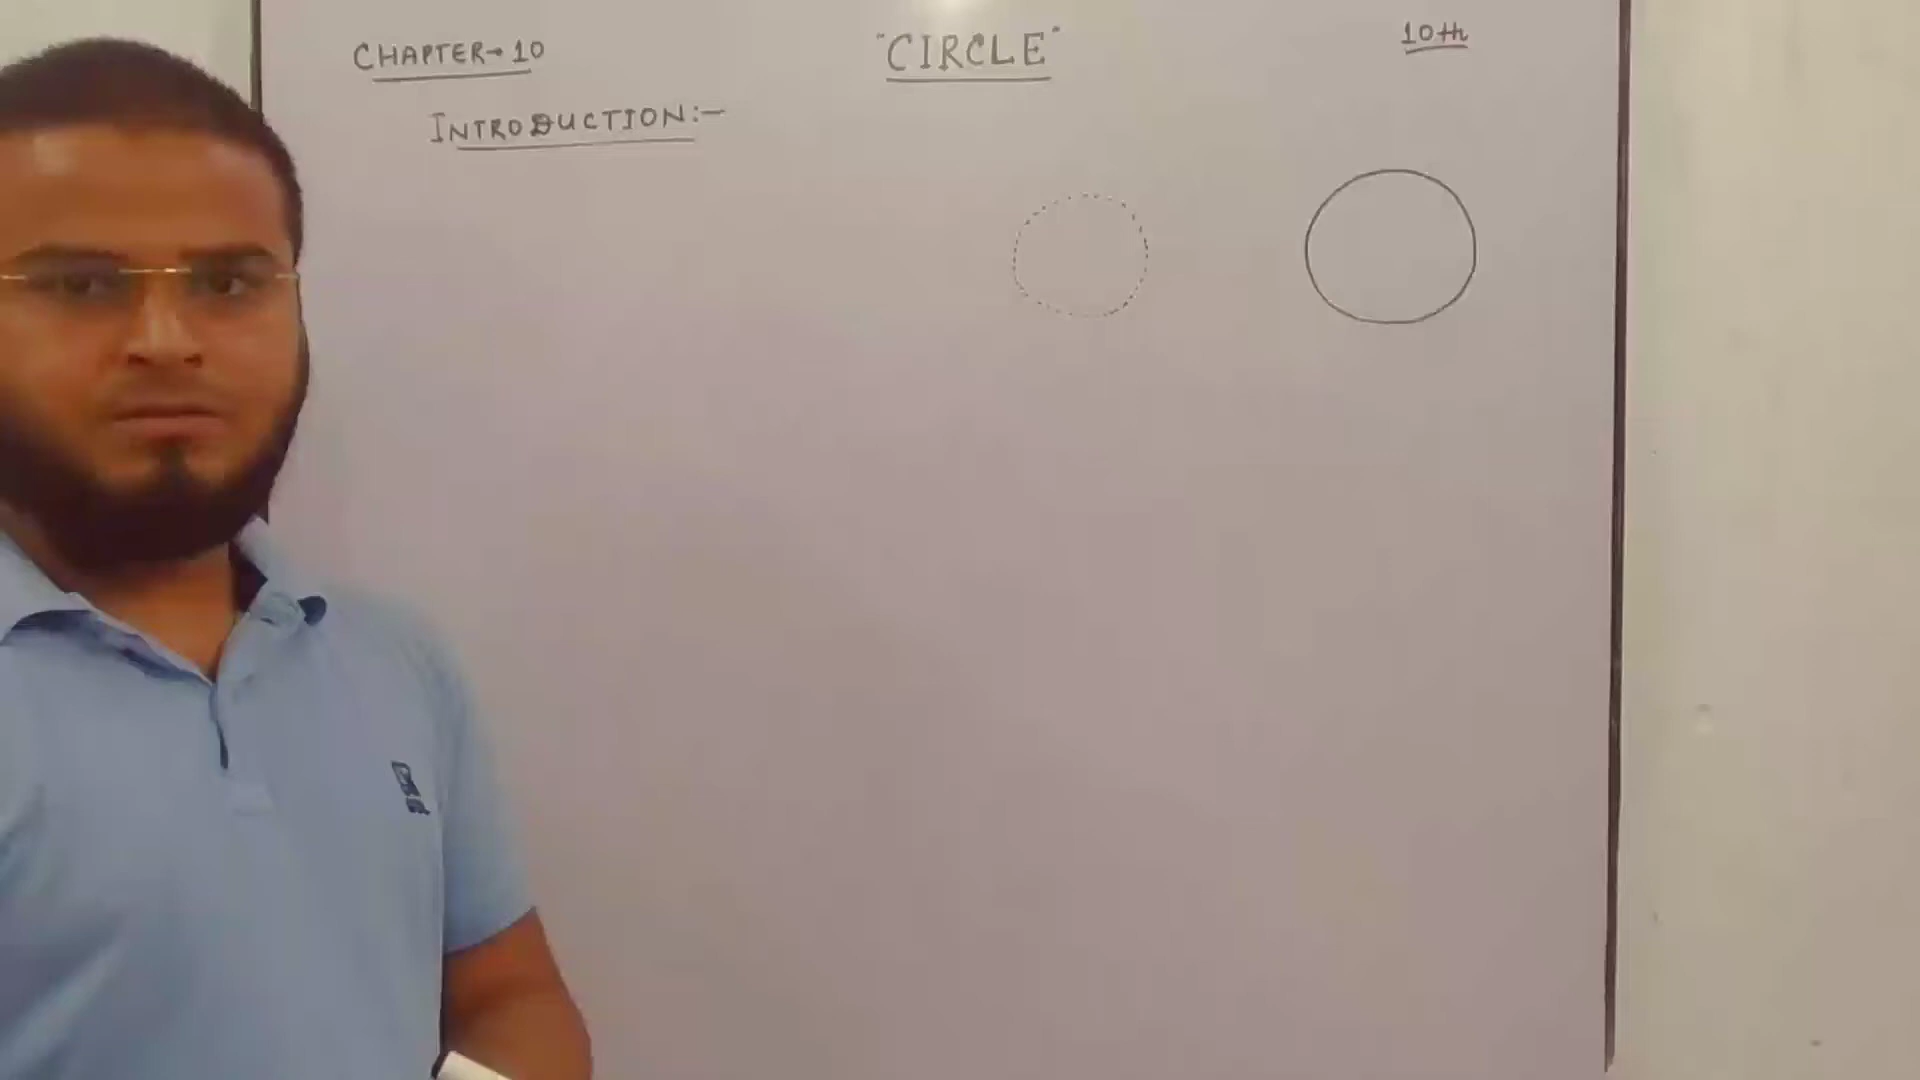 CHAPTER→10
"CIRCLE"
10th
INTRODUCTION:-